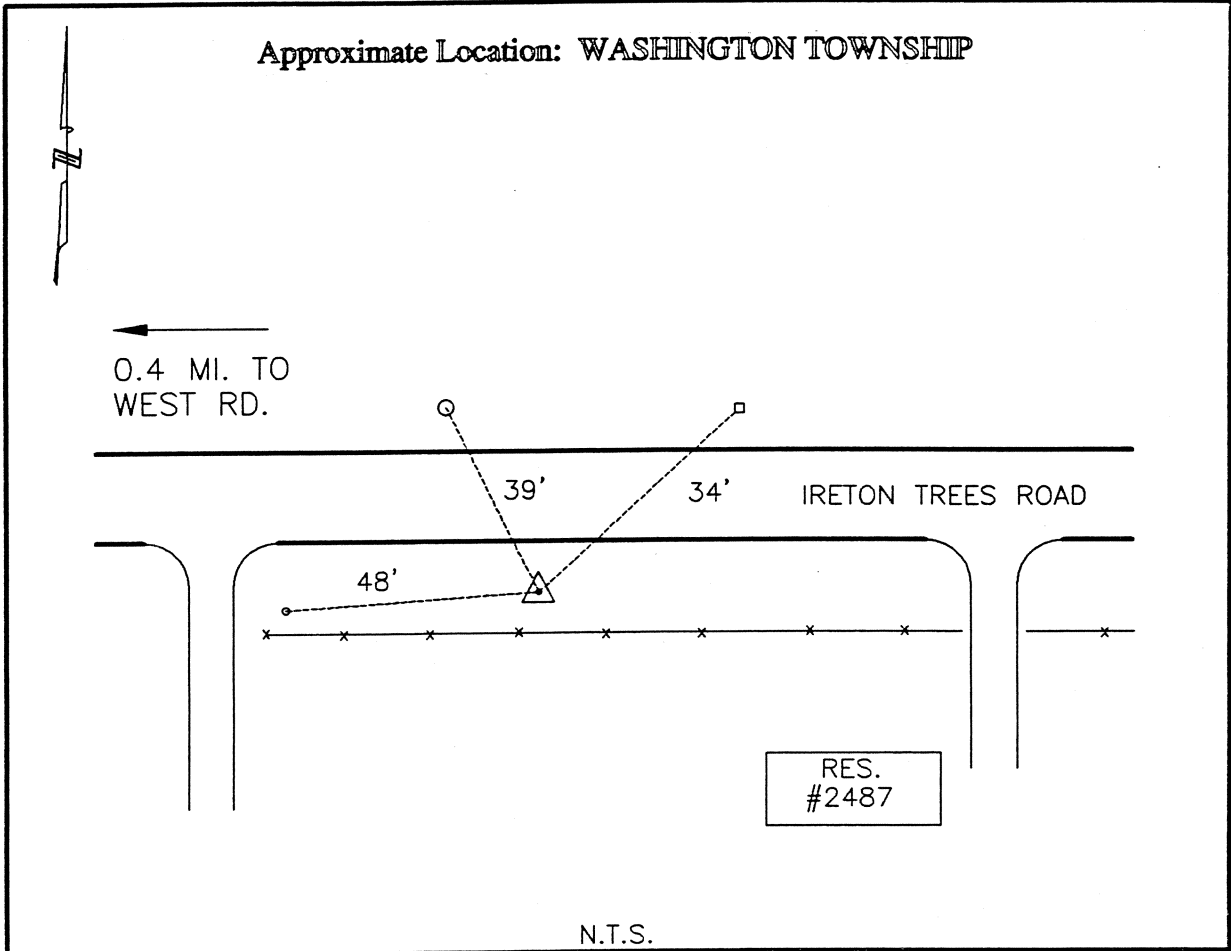 Approximate Location: WASHINGTON TOWNSHIP
N
0.4 MI. TO
WEST RD.
39'
34'
IRETON TREES ROAD
48'
RES.
#2487
N.T.S.